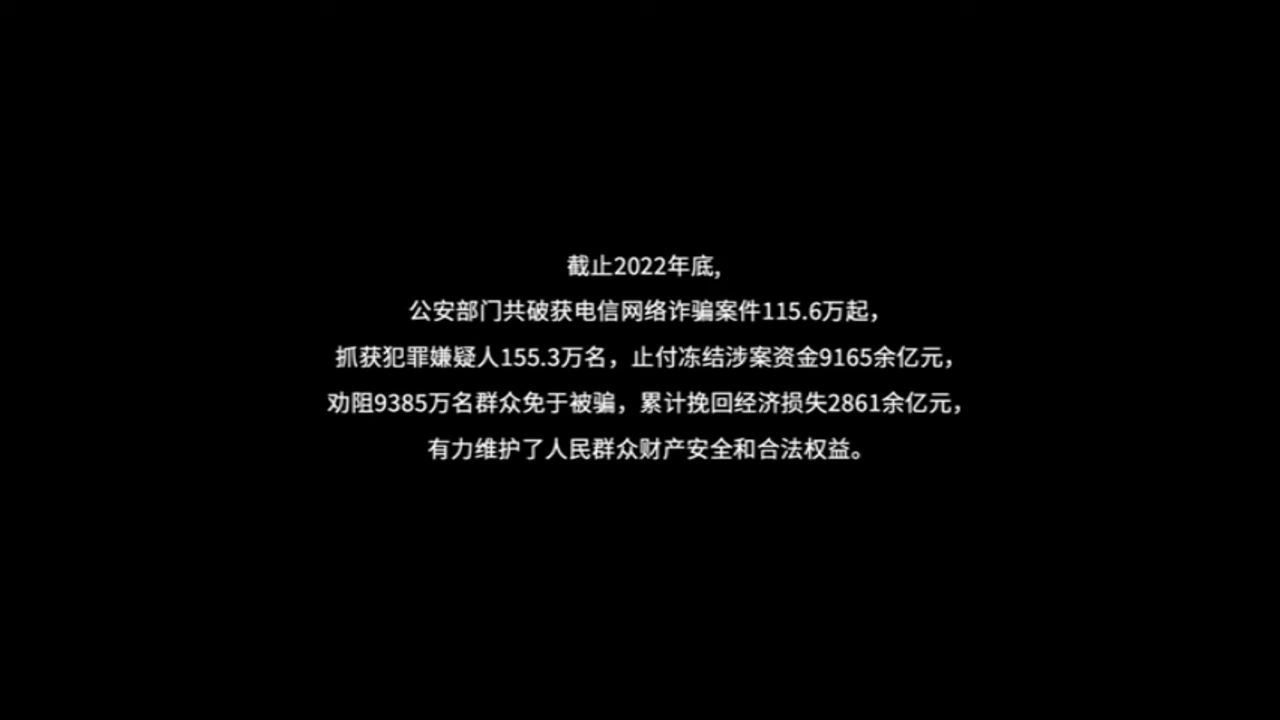 截止2022年底,
公安部门共破获电信网络诈骗案件115.6万起，
抓获犯罪嫌疑人155.3万名，止付冻结涉案资金9165余亿元，
劝阻9385万名群众免于被骗，累计挽回经济损失2861余亿元，
有力维护了人民群众财产安全和合法权益。